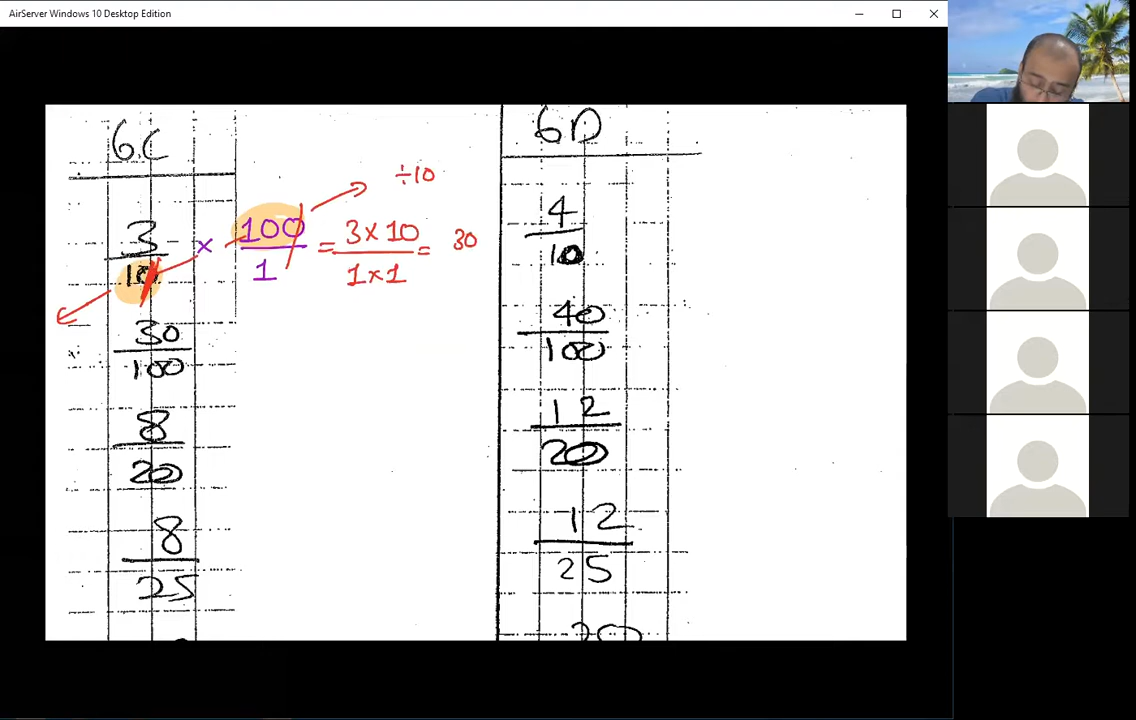 AirServer Windows 10 Desktop Edition
6C
÷10
3/10 × 100/1 = 3×10/1×1 = 30
30/100
8/20
8/25
6D
4/10
40/100
12/20
12/25